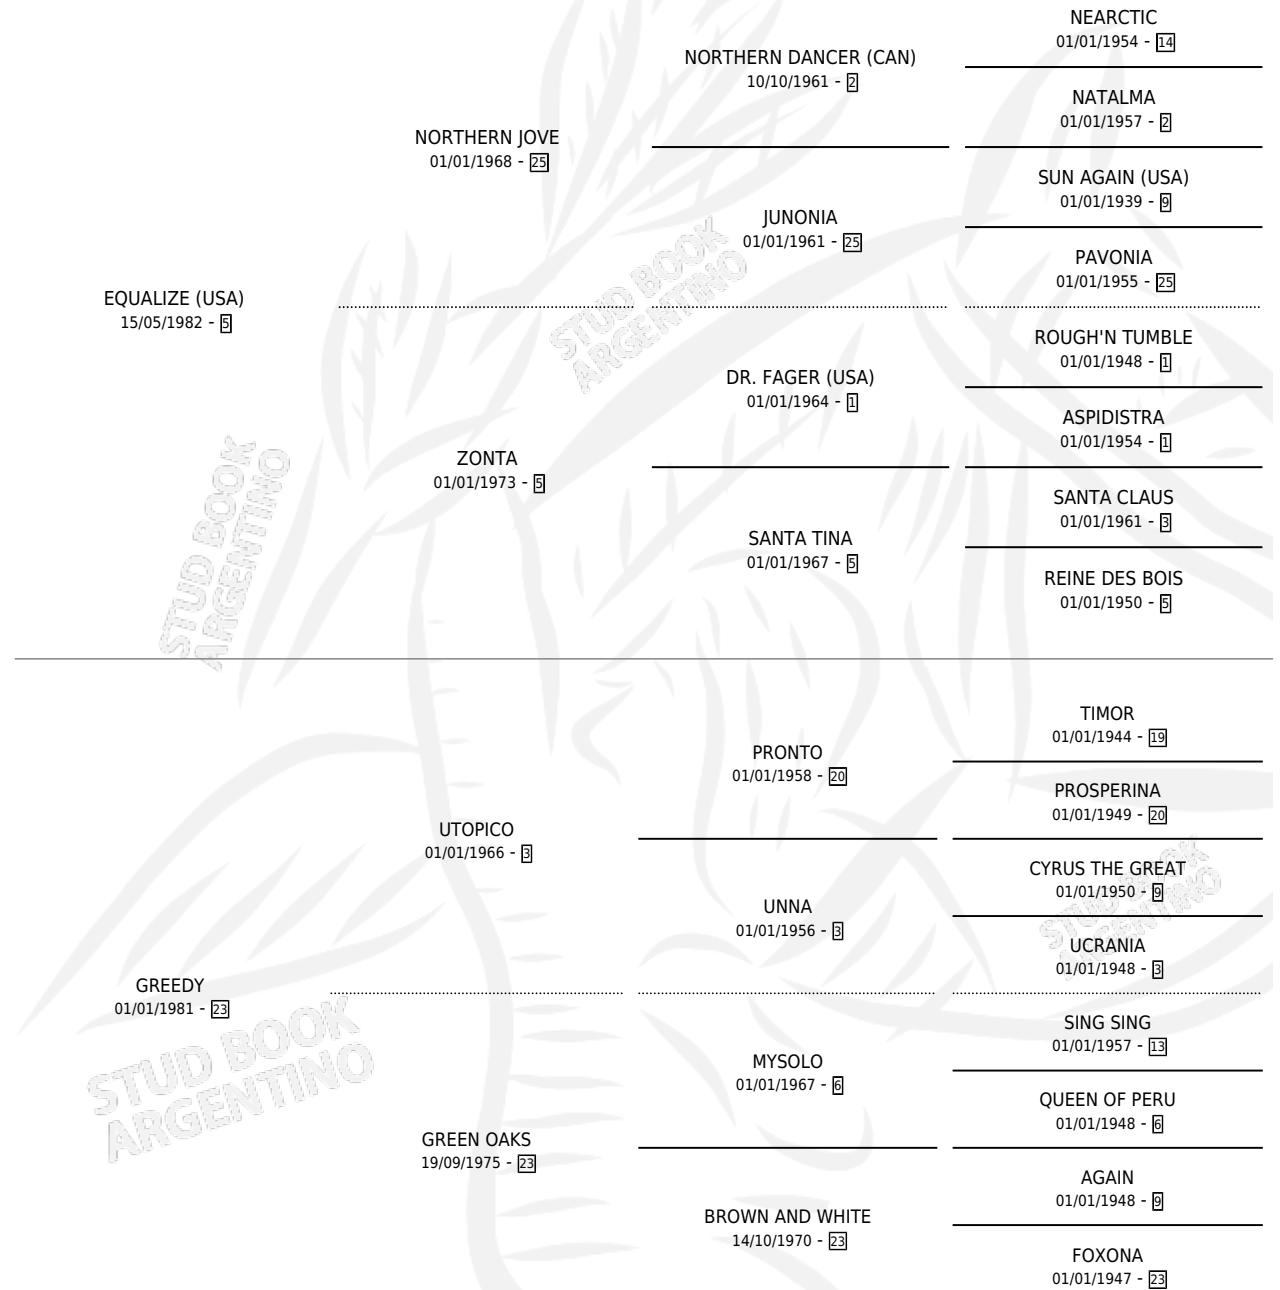 NEARCTIC
01/01/1954 - 14
NORTHERN DANCER (CAN)
10/10/1961 - 2
NATALMA
01/01/1957 - 2
NORTHERN JOVE
01/01/1968 - 25
SUN AGAIN (USA)
01/01/1939 - 9
JUNONIA
01/01/1961 - 25
PAVONIA
01/01/1955 - 25
EQUALIZE (USA)
15/05/1982 - 5
STUD BOOK
ARGENTINO
ROUGH'N TUMBLE
01/01/1948 - 1
DR. FAGER (USA)
01/01/1964 - 1
ASPIDISTRA
01/01/1954 - 1
ZONTA
01/01/1973 - 5
SANTA CLAUS
01/01/1961 - 3
SANTA TINA
01/01/1967 - 5
REINE DES BOIS
01/01/1950 - 5
STUD BOOK
ARGENTINO
TIMOR
01/01/1944 - 19
PRONTO
01/01/1958 - 20
PROSPERINA
01/01/1949 - 20
UTOPICO
01/01/1966 - 3
CYRUS THE GREAT
01/01/1950 - 9
UNNA
01/01/1956 - 3
UCRANIA
01/01/1948 - 3
STUD BOOK
ARGENTINO
GREEDY
01/01/1981 - 23
SING SING
01/01/1957 - 13
MYSOLO
01/01/1967 - 6
QUEEN OF PERU
01/01/1948 - 6
STUD BOOK
ARGENTINO
GREEN OAKS
19/09/1975 - 23
AGAIN
01/01/1948 - 9
BROWN AND WHITE
14/10/1970 - 23
FOXONA
01/01/1947 - 23